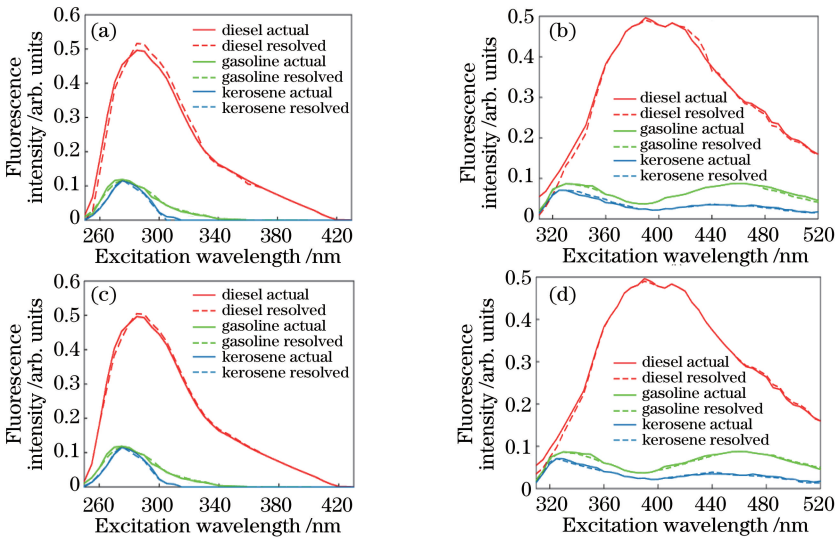 (a)
0.6
0.5
0.4
0.3
0.2
0.1
0
260 300 340 380 420
Fluorescence
intensity /arb. units
Excitation wavelength /nm
diesel actual
diesel resolved
gasoline actual
gasoline resolved
kerosene actual
kerosene resolved
(b)
0.5
0.4
0.3
0.2
0.1
0
320 360 400 440 480 520
Fluorescence
intensity /arb. units
Excitation wavelength /nm
diesel actual
diesel resolved
gasoline actual
gasoline resolved
kerosene actual
kerosene resolved
(c)
0.6
0.5
0.4
0.3
0.2
0.1
0
260 300 340 380 420
Fluorescence
intensity /arb. units
Excitation wavelength /nm
diesel actual
diesel resolved
gasoline actual
gasoline resolved
kerosene actual
kerosene resolved
(d)
0.5
0.4
0.3
0.2
0.1
0
320 360 400 440 480 520
Fluorescence
intensity /arb. units
Excitation wavelength /nm
diesel actual
diesel resolved
gasoline actual
gasoline resolved
kerosene actual
kerosene resolved